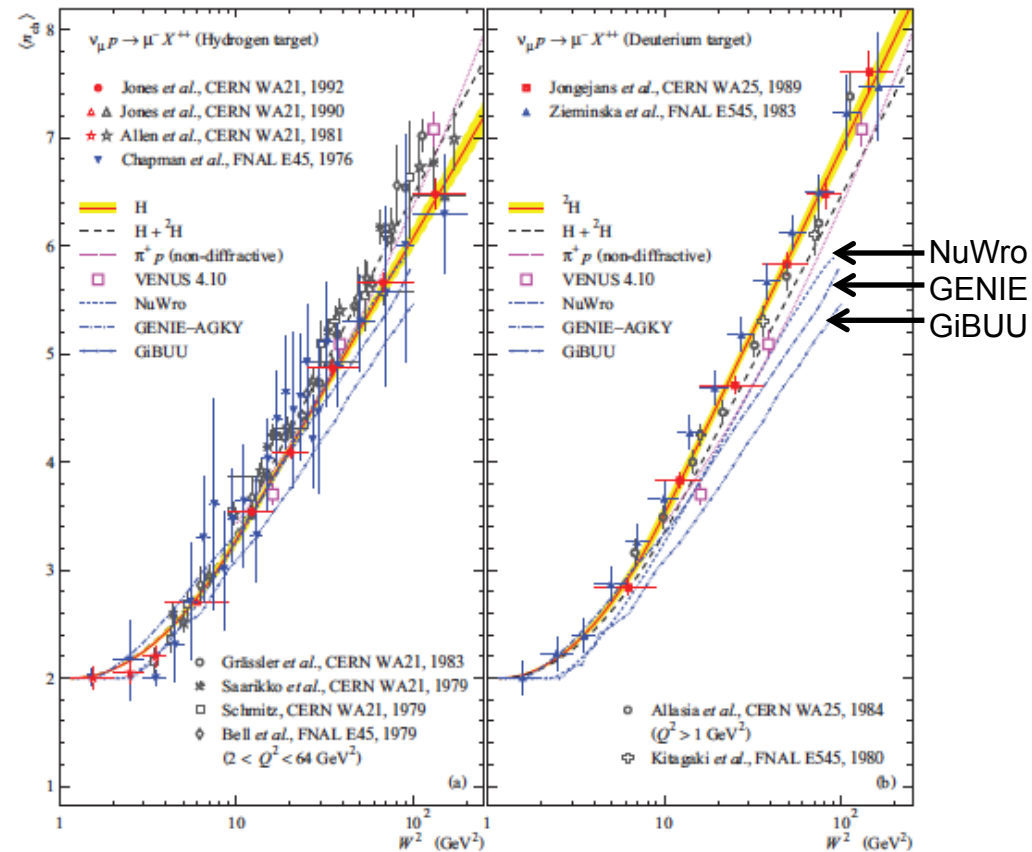 ⟨n_ch⟩
8
7
6
5
4
3
2
1
ν_μ p → μ⁻ X⁺⁺ (Hydrogen target)
Jones et al., CERN WA21, 1992
Jones et al., CERN WA21, 1990
Allen et al., CERN WA21, 1981
Chapman et al., FNAL E45, 1976
H
H + ²H
π⁺ p (non-diffractive)
VENUS 4.10
NuWro
GENIE–AGKY
GiBUU
Grässler et al., CERN WA21, 1983
Saarikko et al., CERN WA21, 1979
Schmitz, CERN WA21, 1979
Bell et al., FNAL E45, 1979
(2 < Q² < 64 GeV²)
(a)
1 10 10²
W² (GeV²)
ν_μ p → μ⁻ X⁺⁺ (Deuterium target)
Jongejans et al., CERN WA25, 1989
Zieminska et al., FNAL E545, 1983
²H
H + ²H
π⁺ p (non-diffractive)
VENUS 4.10
NuWro
GENIE–AGKY
GiBUU
Allasia et al., CERN WA25, 1984
(Q² > 1 GeV²)
Kitagaki et al., FNAL E545, 1980
(b)
1 10 10²
W² (GeV²)
NuWro
GENIE
GiBUU